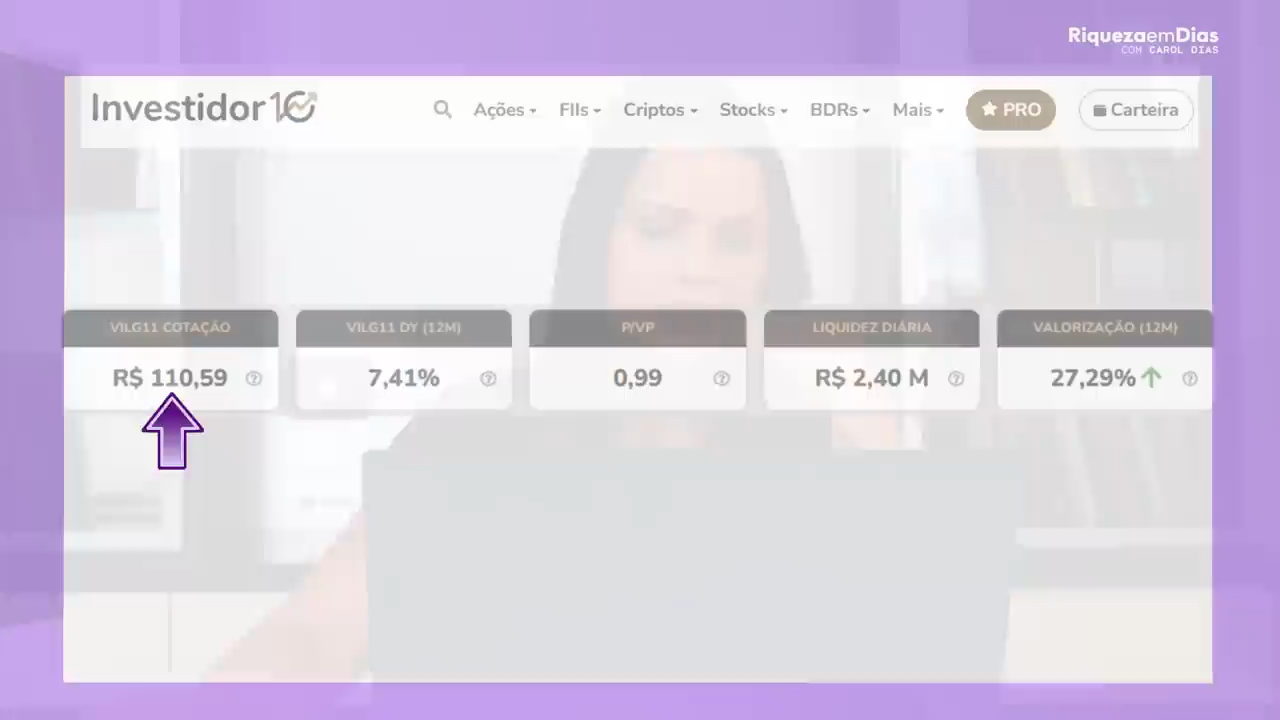 RiquezaemDias
COM CAROL DIAS
Investidor10
Ações FIIs Criptos Stocks BDRs Mais PRO Carteira
VILG11 COTAÇÃO VILG11 DY (12M) P/VP LIQUIDEZ DIÁRIA VALORIZAÇÃO (12M)
R$ 110,59 7,41% 0,99 R$ 2,40 M 27,29%